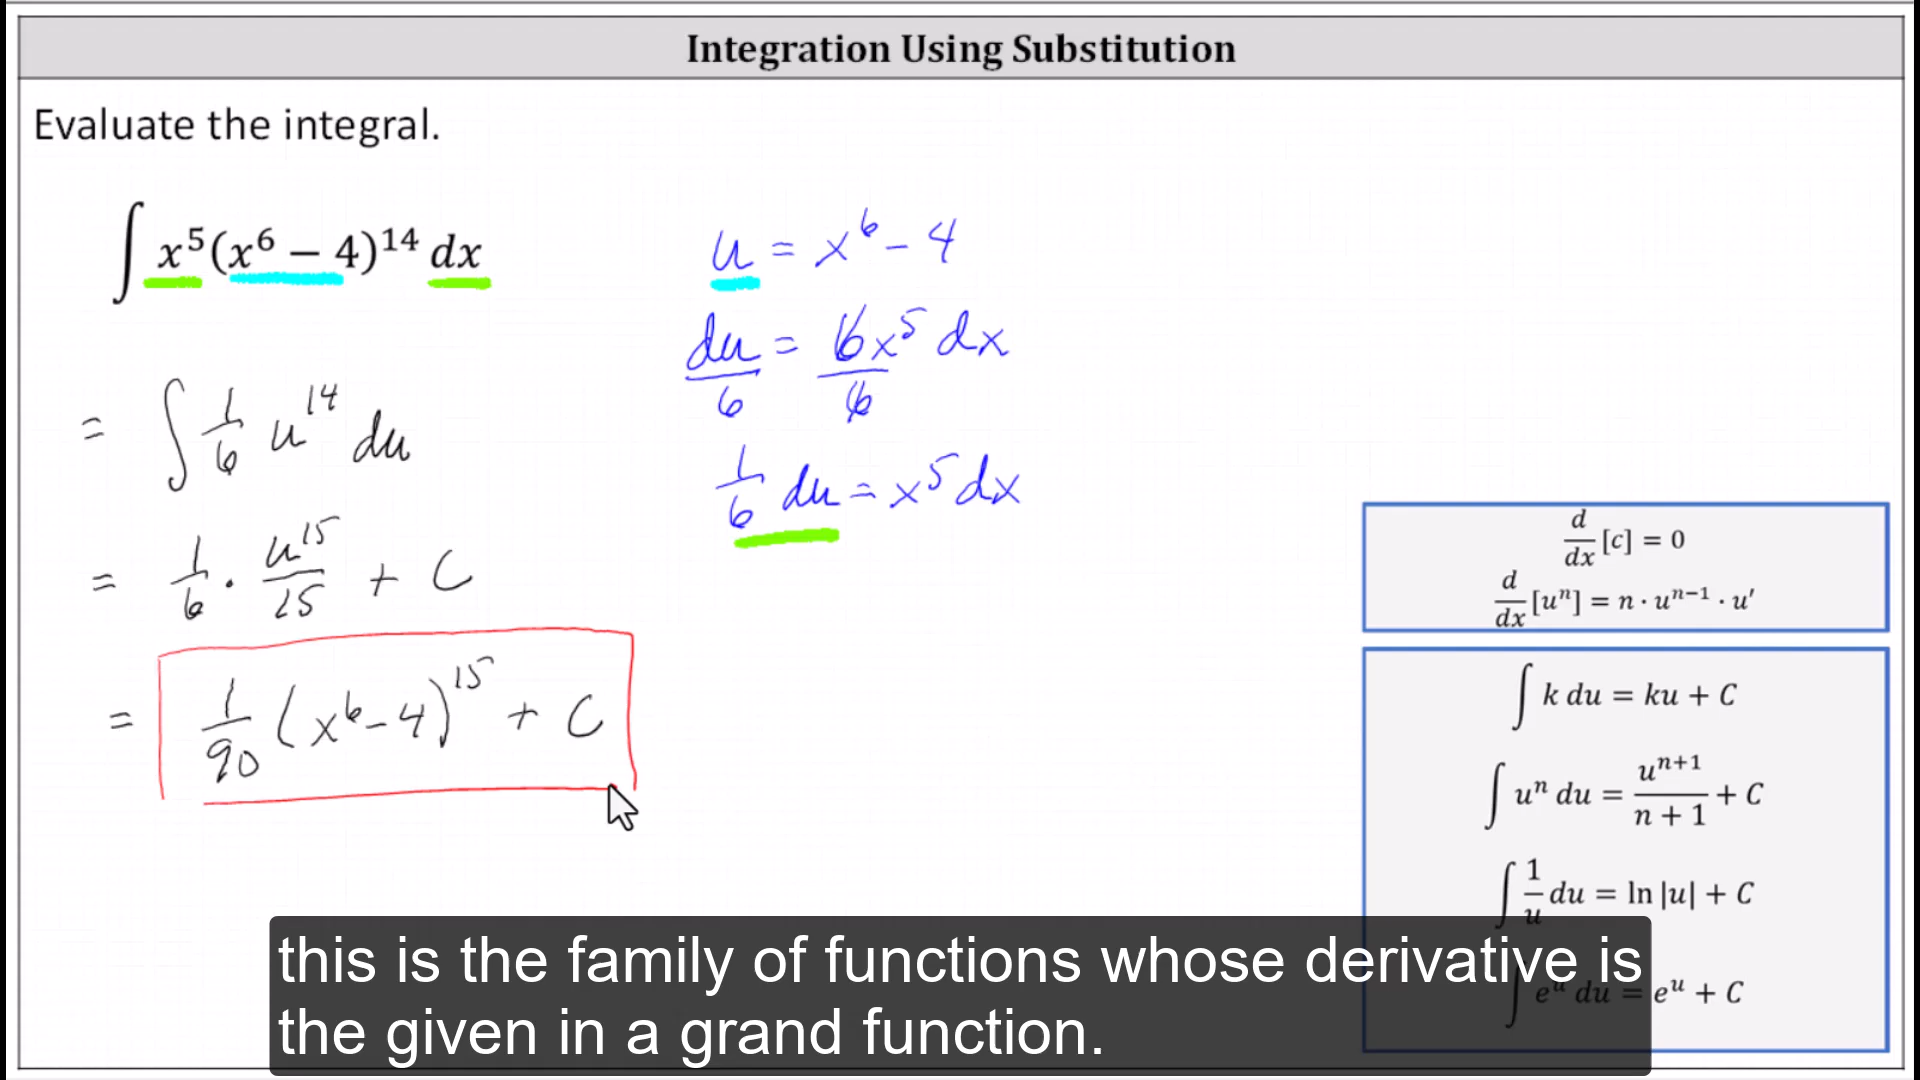 Integration Using Substitution
Evaluate the integral.
∫ x⁵(x⁶ − 4)¹⁴ dx
= ∫ 1/6 u¹⁴ du
= 1/6 · u¹⁵/15 + C
= 1/90 (x⁶ − 4)¹⁵ + C
u = x⁶ − 4
du/6 = 6x⁵/6 dx
1/6 du = x⁵ dx
d/dx [c] = 0
d/dx [uⁿ] = n · uⁿ⁻¹ · u′
∫ k du = ku + C
∫ uⁿ du = uⁿ⁺¹/(n + 1) + C
∫ 1/u du = ln |u| + C
∫ eᵘ du = eᵘ + C
this is the family of functions whose derivative is
the given in a grand function.